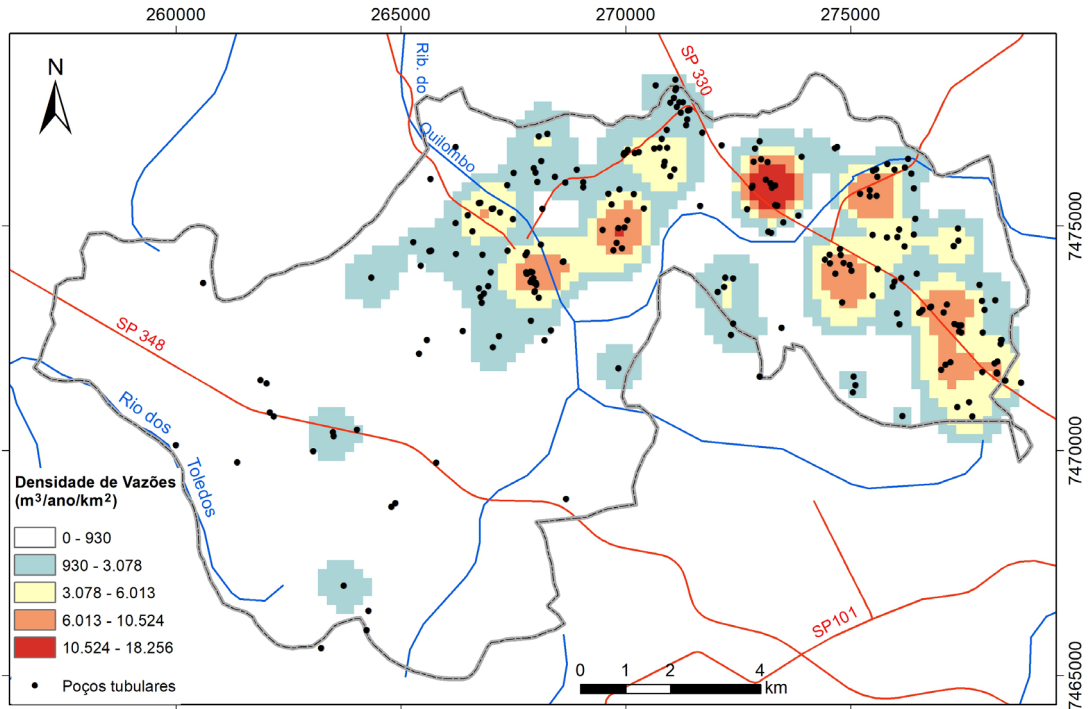 260000
265000
270000
275000
N
Rib. do
Quilombo
SP 330
7475000
SP 348
Rio dos
Toledos
7470000
Densidade de Vazões
(m³/ano/km²)
0 - 930
930 - 3.078
3.078 - 6.013
6.013 - 10.524
10.524 - 18.256
Poços tubulares
SP101
0 1 2 4
km
7465000